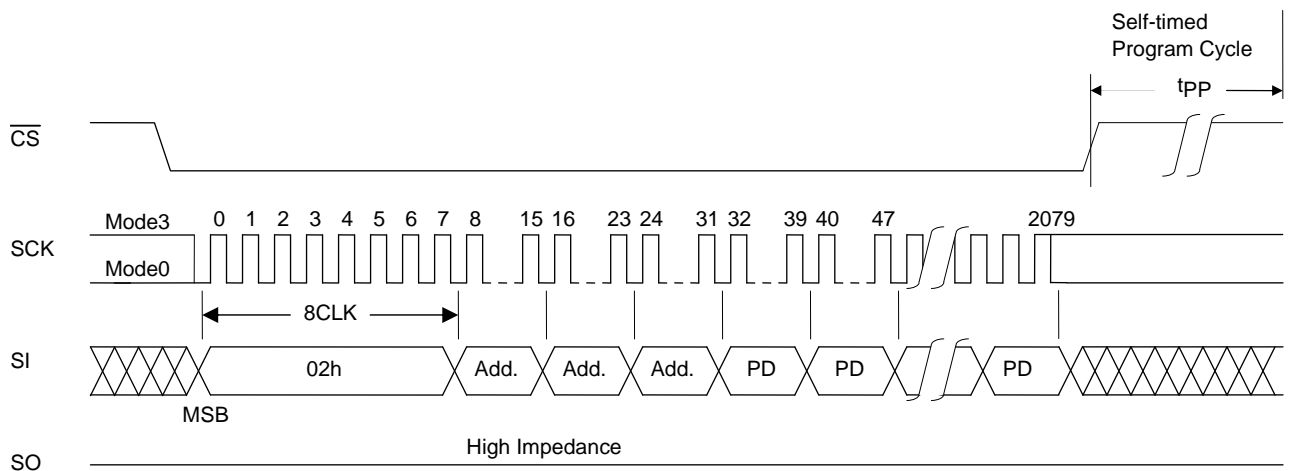 Self-timed
Program Cycle
tPP
CS
SCK
Mode3
Mode0
0 1 2 3 4 5 6 7 8 15 16 23 24 31 32 39 40 47 2079
8CLK
SI
02h Add. Add. Add. PD PD PD
MSB
High Impedance
SO